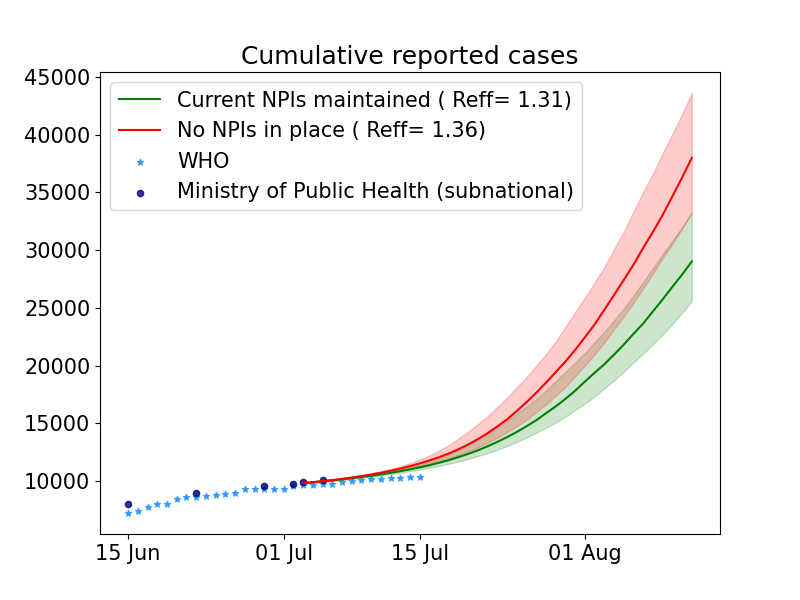 Cumulative reported cases
45000
40000
35000
30000
25000
20000
15000
10000
Current NPIs maintained ( Reff= 1.31)
No NPIs in place ( Reff= 1.36)
WHO
Ministry of Public Health (subnational)
15 Jun
01 Jul
15 Jul
01 Aug